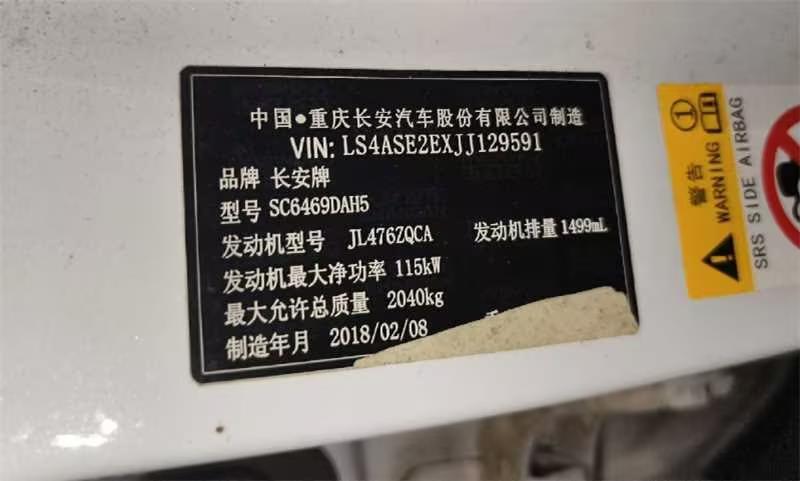 中国●重庆长安汽车股份有限公司制造
VIN: LS4ASE2EXJJ129591
品牌 长安牌
型号 SC6469DAH5
发动机型号 JL476ZQCA 发动机排量 1499mL
发动机最大净功率 115kW
最大允许总质量 2040kg
制造年月 2018/02/08
警告
WARNING
SRS SIDE AIRBAG